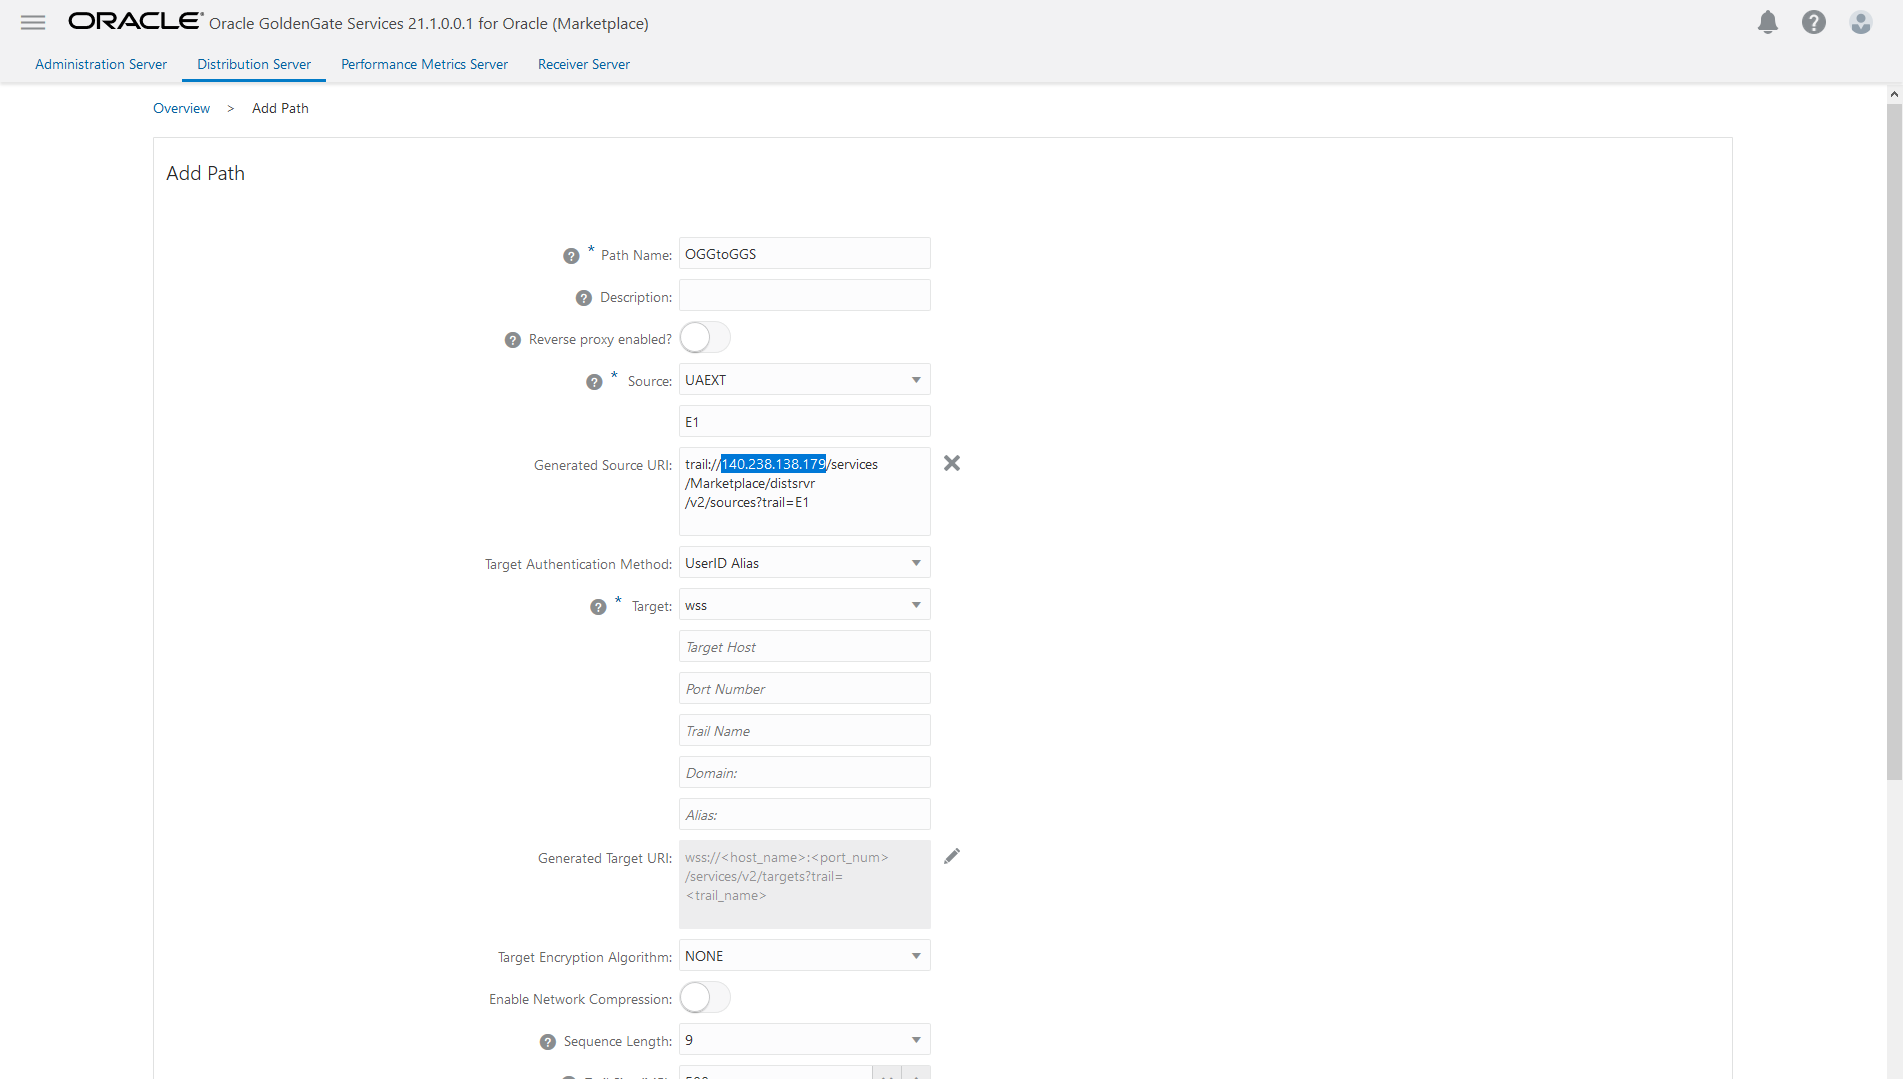 ORACLE Oracle GoldenGate Services 21.1.0.0.1 for Oracle (Marketplace)
Administration Server Distribution Server Performance Metrics Server Receiver Server
Overview > Add Path
Add Path
? * Path Name: OGGtoGGS
? Description:
? Reverse proxy enabled?
? * Source: UAEXT
E1
Generated Source URI: trail://140.238.138.179/services
/Marketplace/distsrvr
/v2/sources?trail=E1
Target Authentication Method: UserID Alias
? * Target: wss
Target Host
Port Number
Trail Name
Domain:
Alias:
Generated Target URI: wss://<host_name>:<port_num>
/services/v2/targets?trail=
<trail_name>
Target Encryption Algorithm: NONE
Enable Network Compression:
? Sequence Length: 9